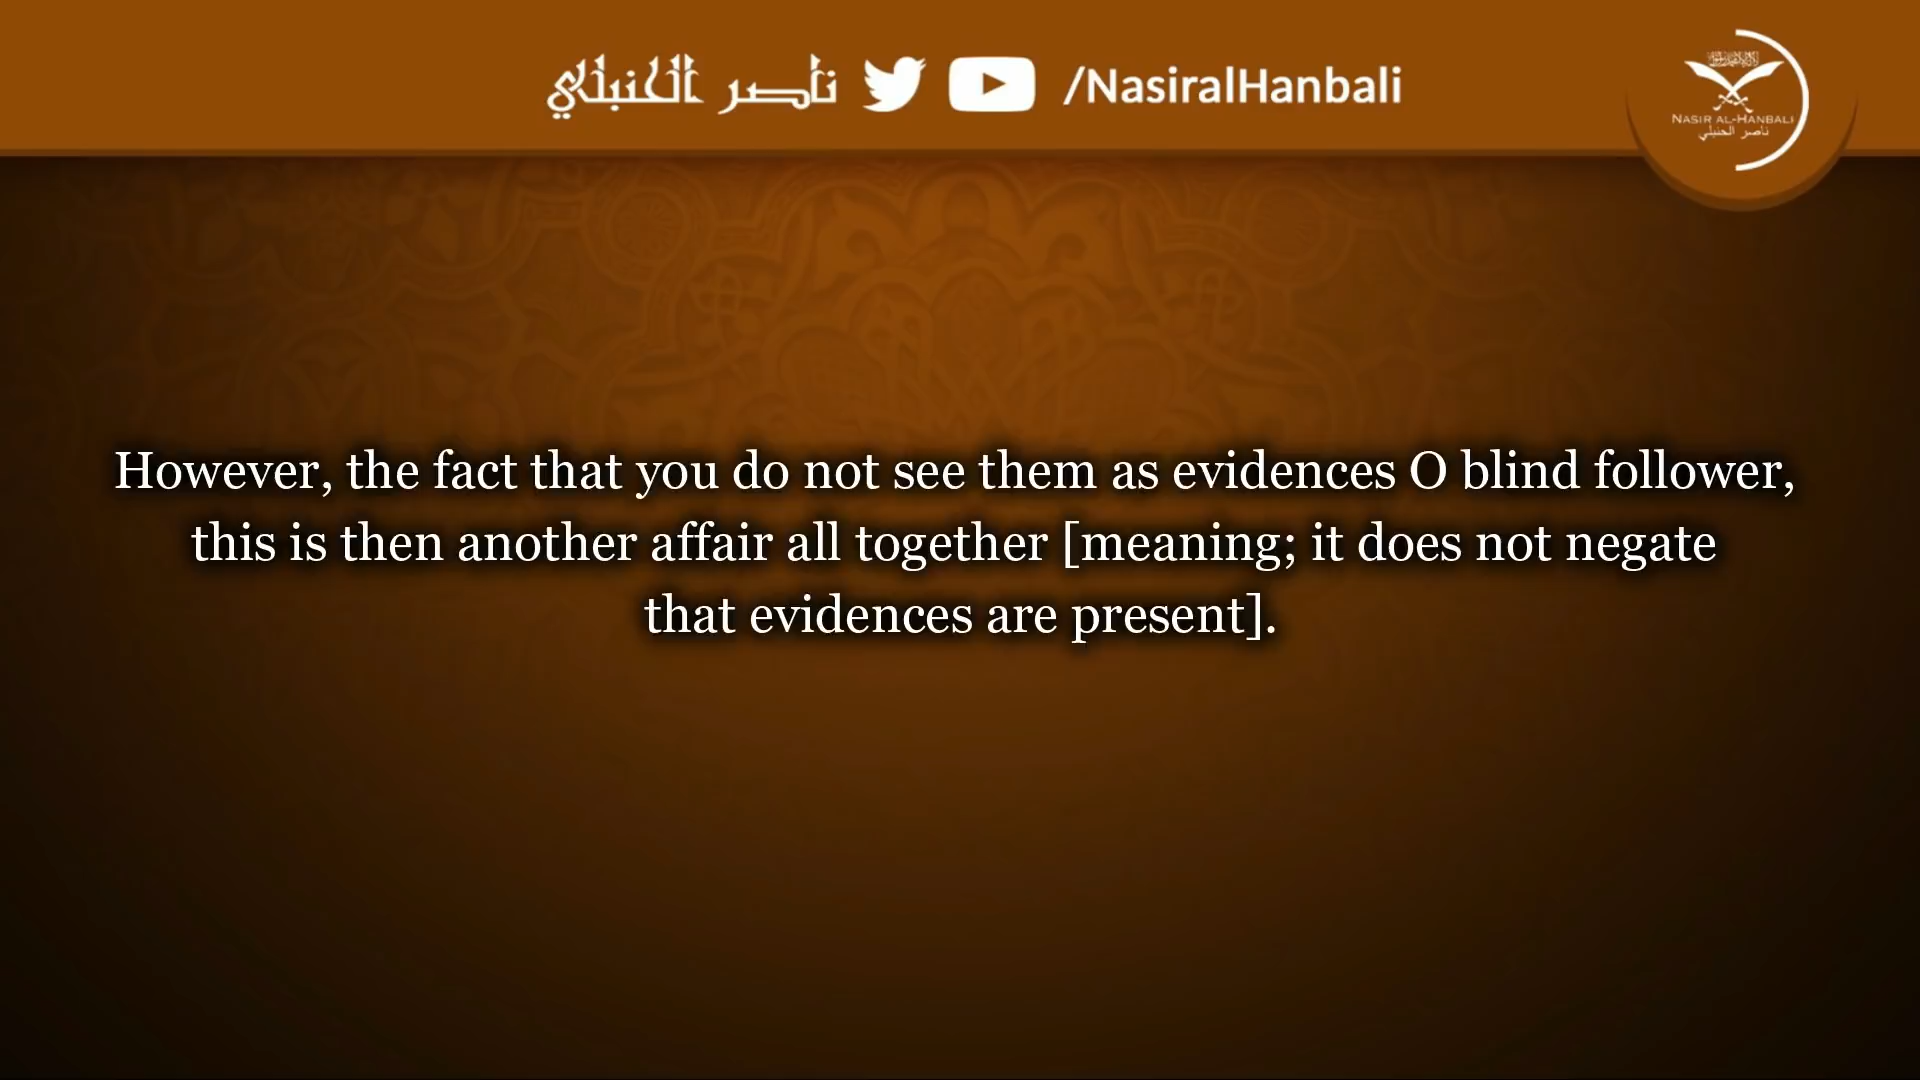 ناصر الحنبلي /NasiralHanbali
NASIR AL-HANBALI
ناصر الحنبلي
However, the fact that you do not see them as evidences O blind follower,
this is then another affair all together [meaning; it does not negate
that evidences are present].